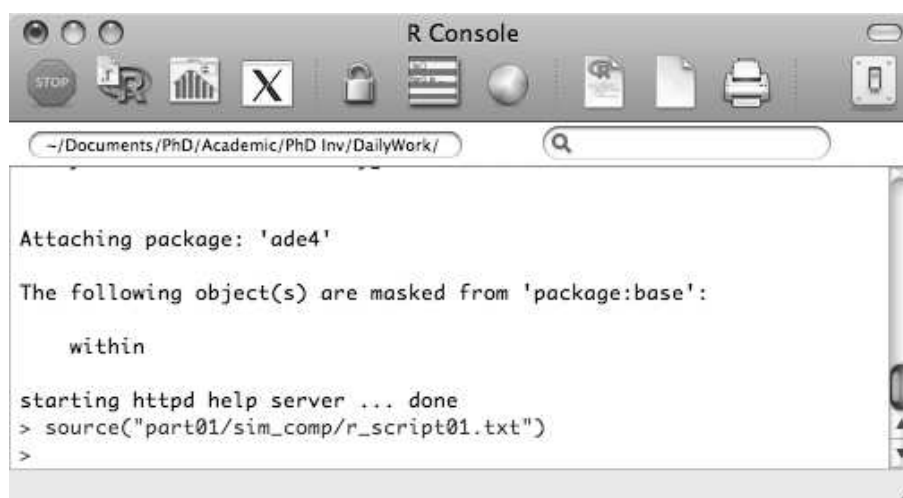 R Console
STOP
~/Documents/PhD/Academic/PhD Inv/DailyWork/
Attaching package: 'ade4'
The following object(s) are masked from 'package:base':
within
starting httpd help server ... done
> source("part01/sim_comp/r_script01.txt")
>